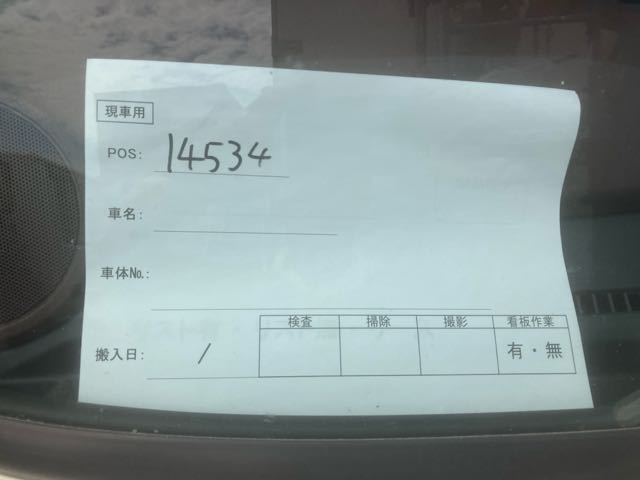 現車用
POS: 14534
車名:
車体No.:
検査 掃除 撮影 看板作業
搬入日: / 有・無